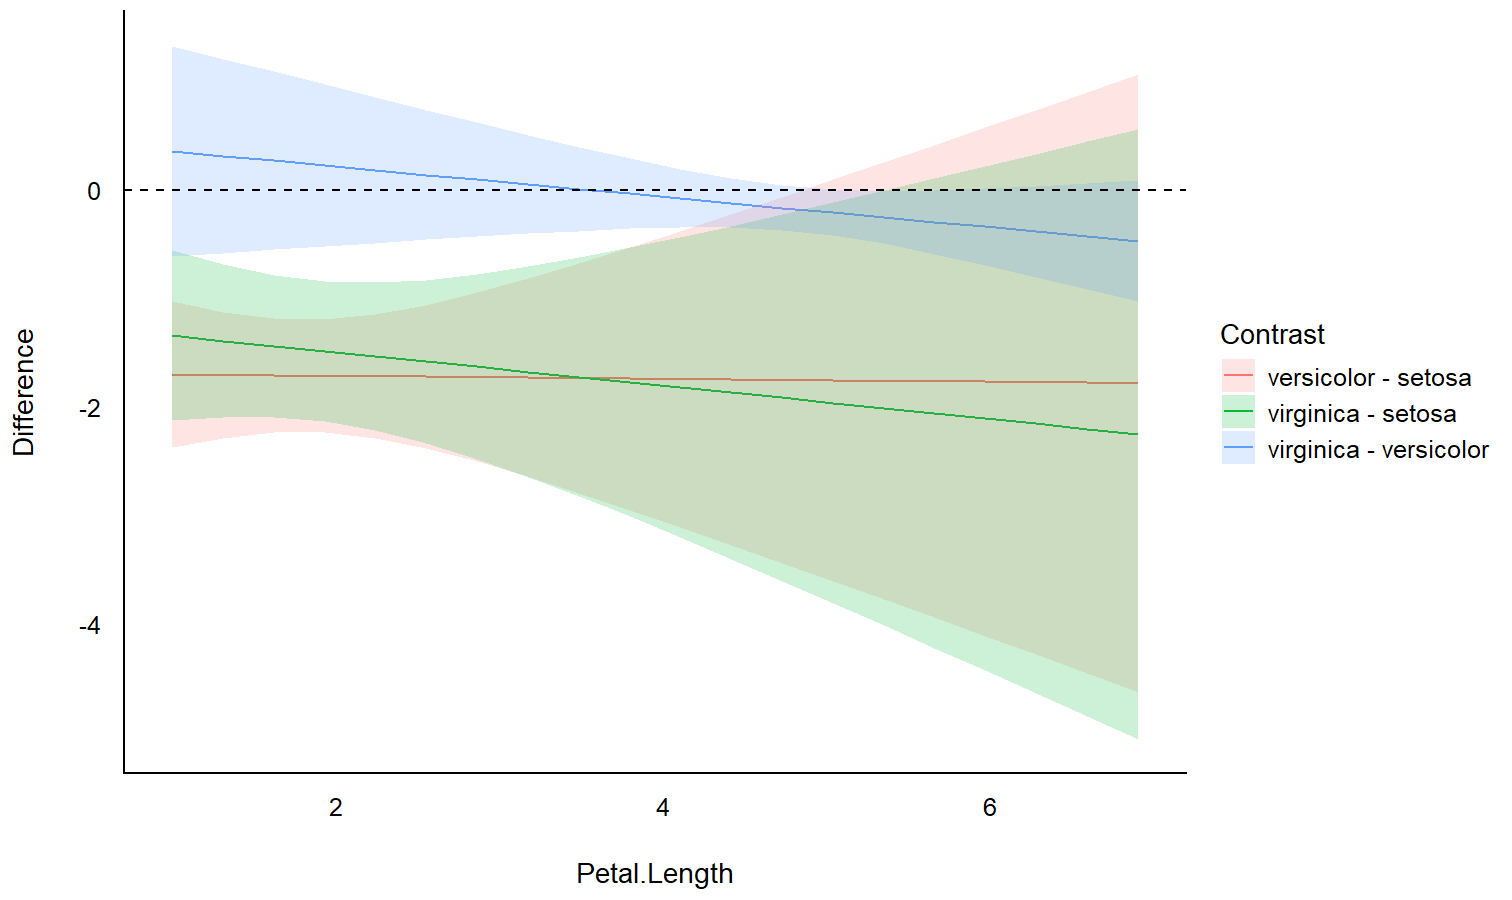 0
-2
-4
Difference
2 4 6
Petal.Length
Contrast
versicolor - setosa
virginica - setosa
virginica - versicolor